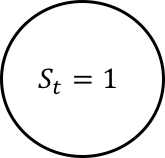 S_t = 1